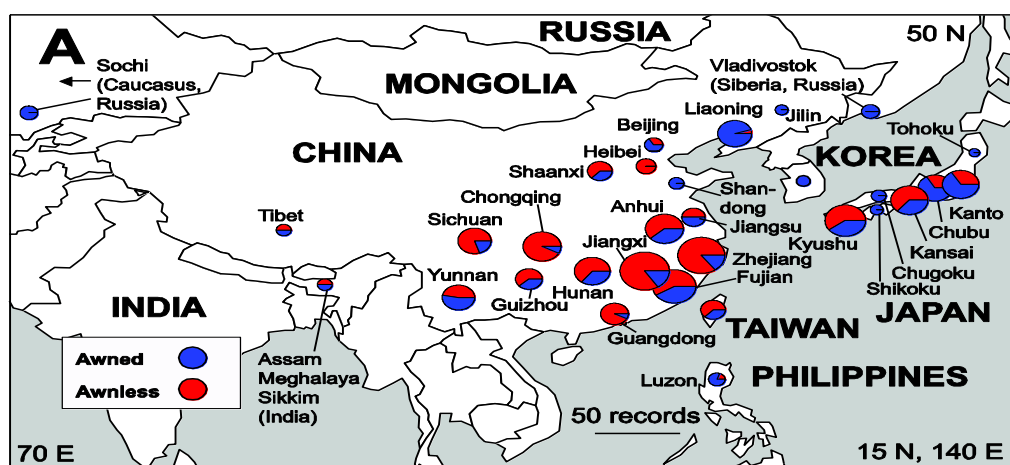 A
RUSSIA
50 N
Sochi
(Caucasus,
Russia)
MONGOLIA
Vladivostok
(Siberia, Russia)
Liaoning
Jilin
Beijing
Tohoku
CHINA
Heibei
KOREA
Shaanxi
Chongqing
Shan-
dong
Tibet
Sichuan
Anhui
Jiangsu
Kanto
Chubu
Kyushu
Kansai
Jiangxi
Zhejiang
Chugoku
Yunnan
Fujian
Shikoku
Guizhou
Hunan
INDIA
JAPAN
Guangdong
TAIWAN
Awned
Awnless
Assam
Meghalaya
Sikkim
(India)
Luzon
PHILIPPINES
50 records
70 E
15 N, 140 E